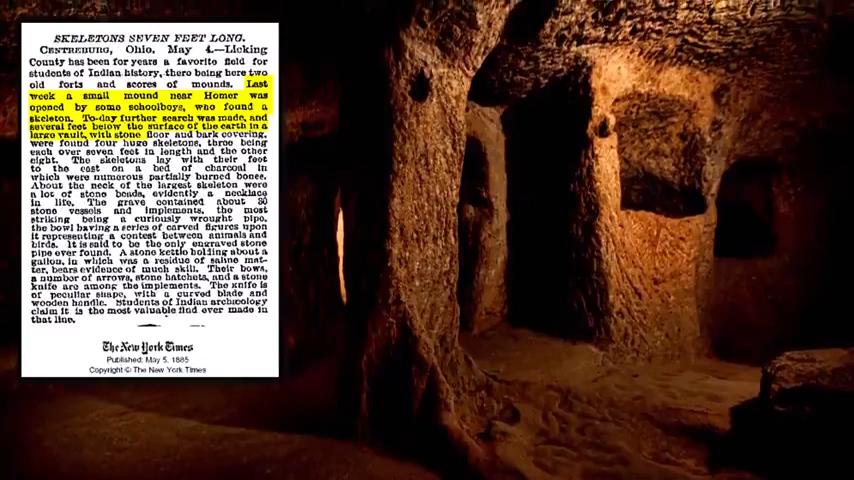 SKELETONS SEVEN FEET LONG.
CENTREBURG, Ohio, May 4.—Licking
County has been for years a favorite field for
students of Indian history, there being here two
old forts and scores of mounds. Last
week a small mound near Homer was
opened by some schoolboys, who found a
skeleton. To-day further search was made, and
several feet below the surface of the earth in a
large vault, with stone floor and bark covering,
were found four huge skeletons, three being
each over seven feet in length and the other
eight. The skeletons lay with their feet
to the east on a bed of charcoal in
which were numerous partially burned bones.
About the neck of the largest skeleton were
a lot of stone beads, evidently a necklace
in life. The grave contained about 30
stone vessels and implements, the most
striking being a curiously wrought pipe,
the bowl having a series of carved figures upon
it representing a contest between animals and
birds. It is said to be the only engraved stone
pipe ever found. A stone kettle holding about a
gallon, in which was a residue of saline mat-
ter, bears evidence of much skill. Their bows,
a number of arrows, stone hatchets, and a stone
knife are among the implements. The knife is
of peculiar shape, with a curved blade and
wooden handle. Students of Indian archæology
claim it is the most valuable find ever made in
that line.
The New York Times
Published: May 5, 1885
Copyright © The New York Times